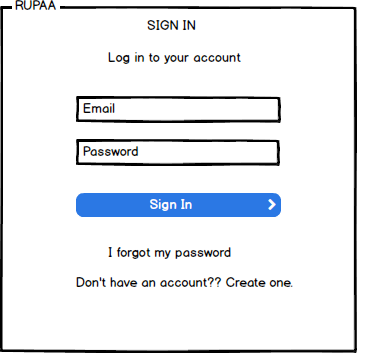 RUPAA
SIGN IN
Log in to your account
Email
Password
Sign In
I forgot my password
Don't have an account?? Create one.